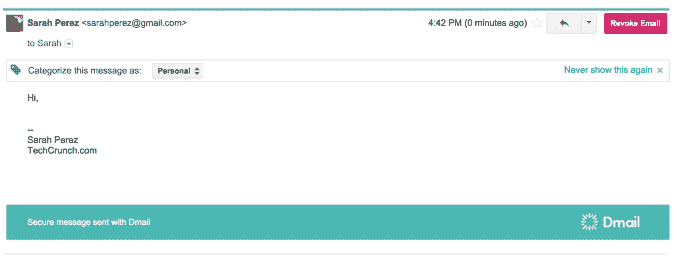 Sarah Perez <sarahperez@gmail.com> 4:42 PM (0 minutes ago) Revoke Email
to Sarah
Categorize this message as: Personal Never show this again ×
Hi,
--
Sarah Perez
TechCrunch.com
Secure message sent with Dmail Dmail